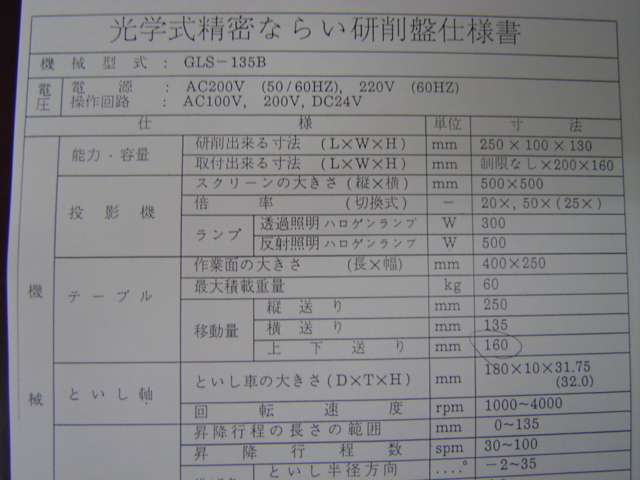 光学式精密ならい研削盤仕様書
機械型式 : GLS-135B
電圧 電源 : AC200V (50/60HZ), 220V (60HZ)
操作回路 : AC100V, 200V, DC24V
仕様 単位 寸法
能力・容量 研削出来る寸法 (L×W×H) mm 250×100×130
取付出来る寸法 (L×W×H) mm 制限なし×200×160
投影機 スクリーンの大きさ (縦×横) mm 500×500
倍率 (切換式) − 20×, 50×(25×)
ランプ 透過照明ハロゲンランプ W 300
反射照明ハロゲンランプ W 500
機械 テーブル 作業面の大きさ (長×幅) mm 400×250
最大積載重量 kg 60
移動量 縦送り mm 250
横送り mm 135
上下送り mm 160
といし軸 といし車の大きさ (D×T×H) mm 180×10×31.75
(32.0)
回転速度 rpm 1000~4000
昇降行程の長さの範囲 mm 0~135
昇降行程数 spm 30~100
といし半径方向 ....° −2~35